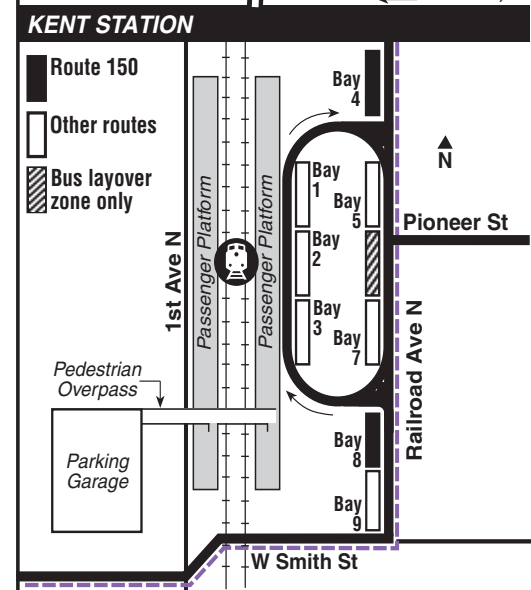 KENT STATION
Route 150
Other routes
Bus layover
zone only
1st Ave N
Passenger Platform
Passenger Platform
Bay
4
Bay
1
Bay
5
Bay
2
Bay
3
Bay
7
Bay
8
Bay
9
N
Pioneer St
Railroad Ave N
Pedestrian
Overpass
Parking
Garage
W Smith St